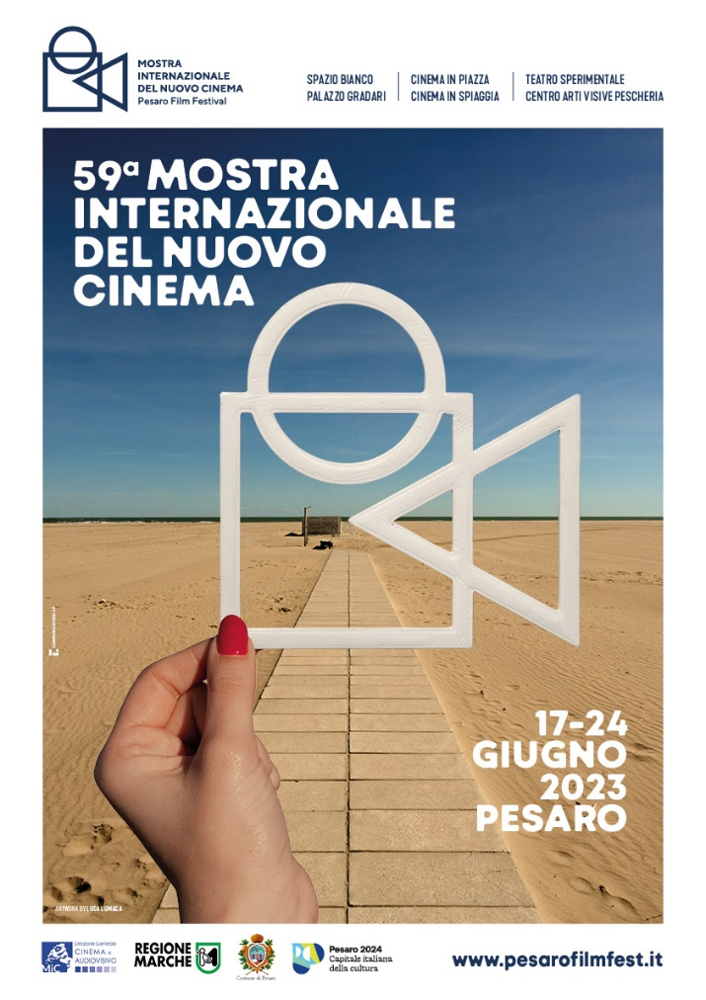 MOSTRA
INTERNAZIONALE
DEL NUOVO CINEMA
Pesaro Film Festival
SPAZIO BIANCO
PALAZZO GRADARI
CINEMA IN PIAZZA
CINEMA IN SPIAGGIA
TEATRO SPERIMENTALE
CENTRO ARTI VISIVE PESCHERIA
59ª MOSTRA
INTERNAZIONALE
DEL NUOVO
CINEMA
17-24
GIUGNO
2023
PESARO
ARTWORK BY LUCA LUMACA
MiC
Direzione Generale
CINEMA e
AUDIOVISIVO
REGIONE
MARCHE
Comune di Pesaro
Pesaro 2024
Capitale italiana
della cultura
www.pesarofilmfest.it